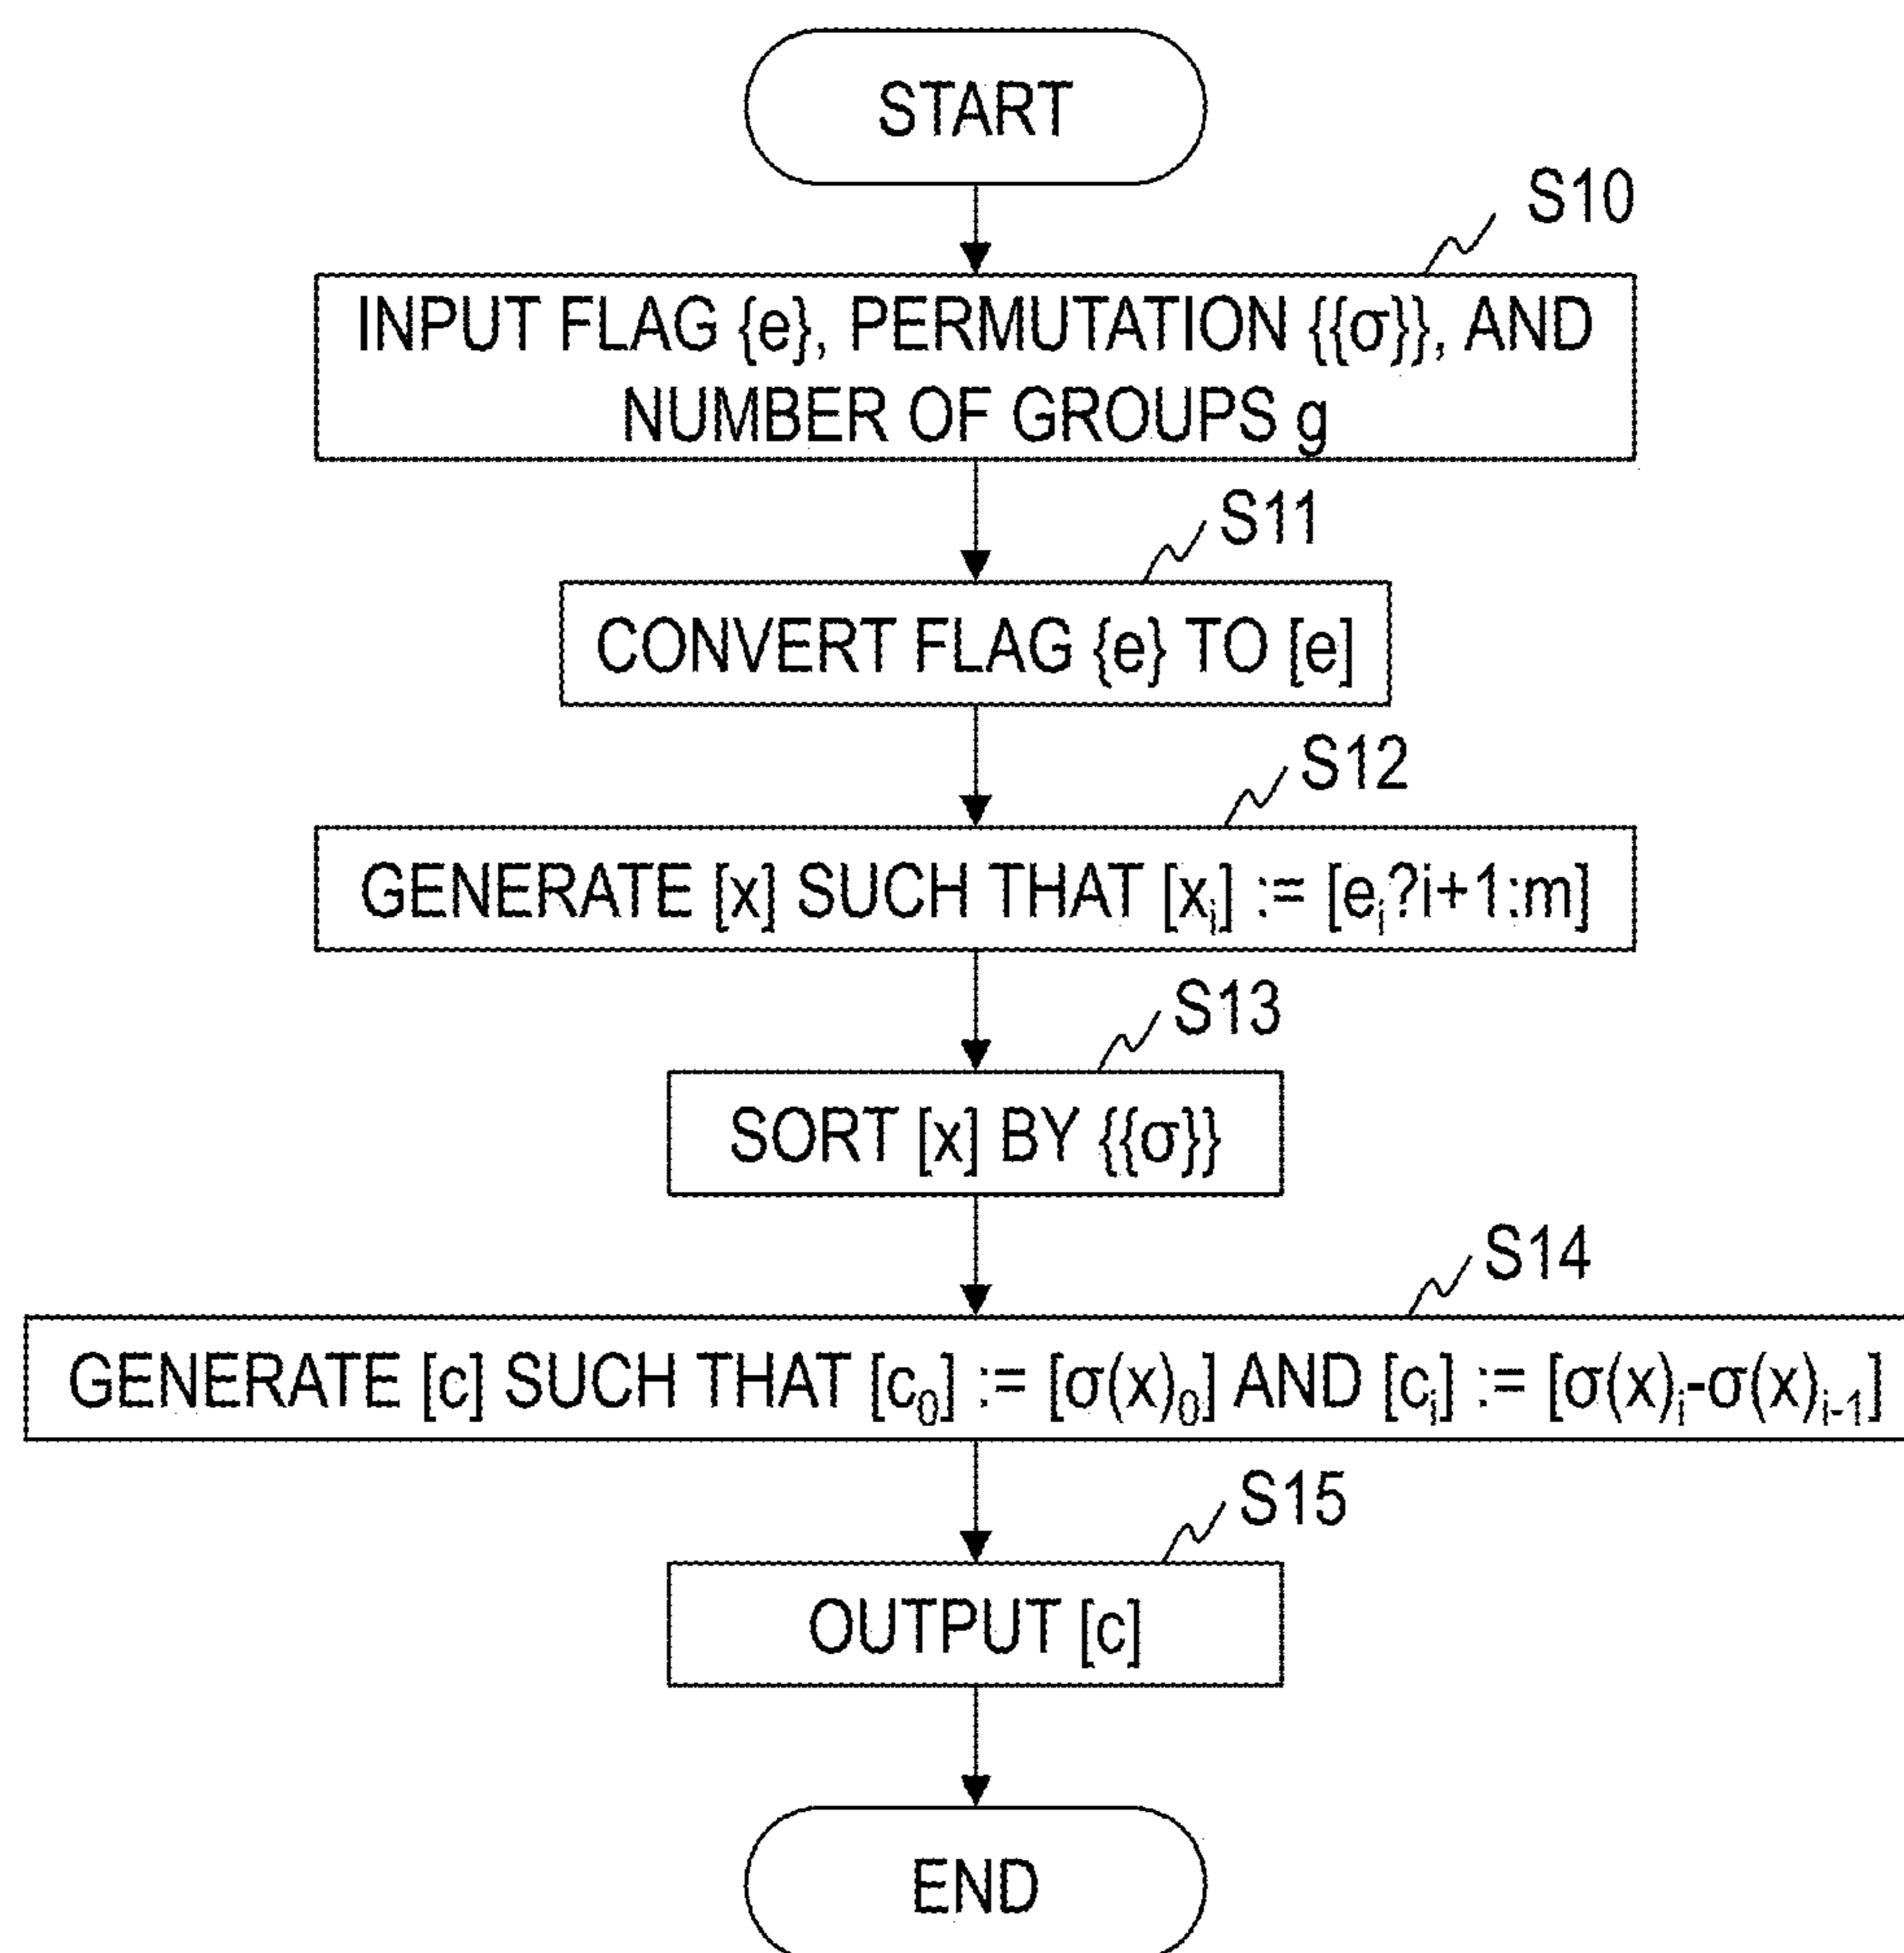 START
S10
INPUT FLAG {e}, PERMUTATION {{σ}}, AND
NUMBER OF GROUPS g
S11
CONVERT FLAG {e} TO [e]
S12
GENERATE [x] SUCH THAT [xᵢ] := [eᵢ?i+1:m]
S13
SORT [x] BY {{σ}}
S14
GENERATE [c] SUCH THAT [c₀] := [σ(x)₀] AND [cᵢ] := [σ(x)ᵢ-σ(x)ᵢ₋₁]
S15
OUTPUT [c]
END